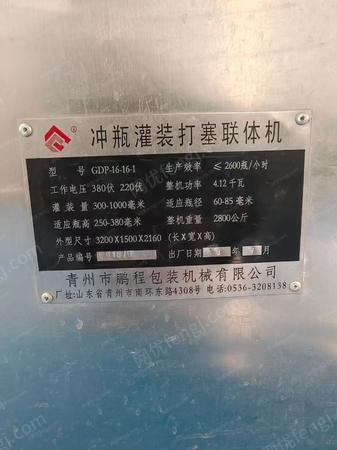 冲瓶灌装打塞联体机
型 号 GDP-16-16-1 生产效率 ≤ 2600瓶/小时
工作电压 380伏 220伏 整机功率 4.12千瓦
灌 装 量 300-1000毫米 适应瓶径 60-85毫米
适应瓶高 250-380毫米 整机重量 2800公斤
外型尺寸 3200X1500X2160 (长X宽X高)
产品编号 出厂日期 年 月
青州市鹏程包装机械有限公司
厂址:山东省青州市南环东路4308号 电话:0536-3208138